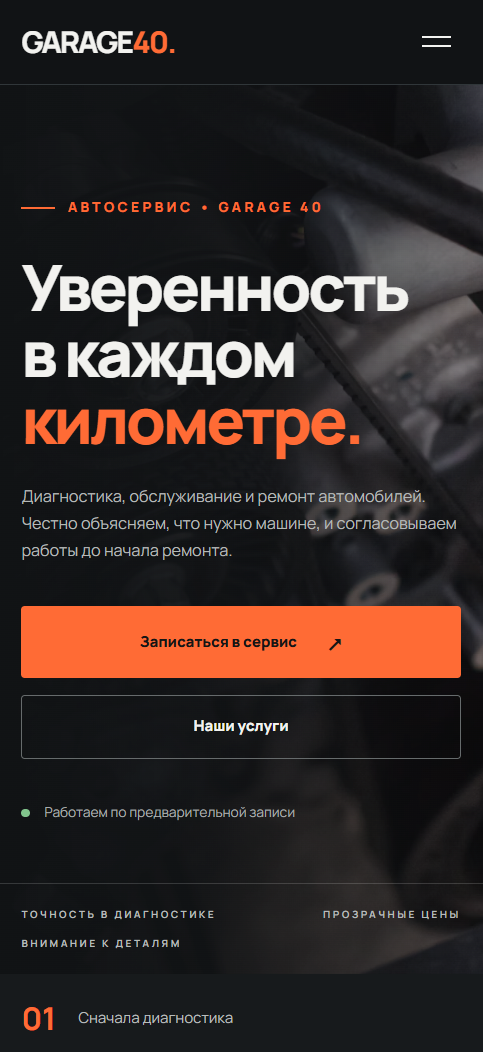 GARAGE40.
АВТОСЕРВИС • GARAGE 40
Уверенность
в каждом
километре.
Диагностика, обслуживание и ремонт автомобилей.
Честно объясняем, что нужно машине, и согласовываем
работы до начала ремонта.
Записаться в сервис ↗
Наши услуги
Работаем по предварительной записи
ТОЧНОСТЬ В ДИАГНОСТИКЕ
ПРОЗРАЧНЫЕ ЦЕНЫ
ВНИМАНИЕ К ДЕТАЛЯМ
01 Сначала диагностика